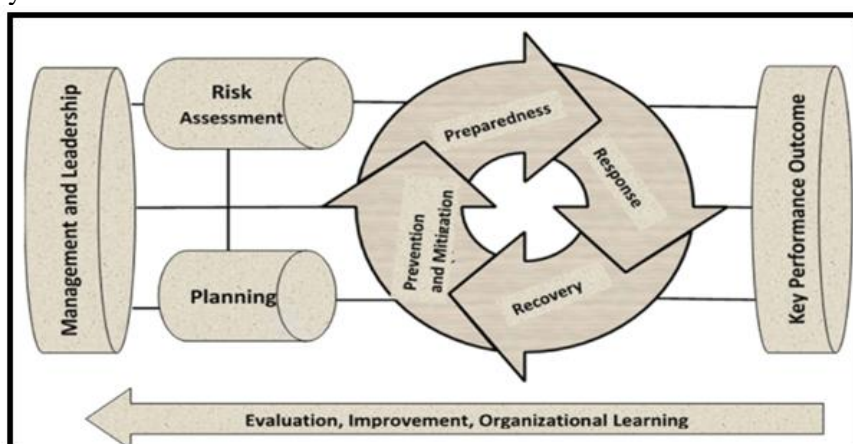 Management and Leadership
Risk
Assessment
Planning
Preparedness
Response
Recovery
Prevention
and Mitigation
Key Performance Outcome
Evaluation, Improvement, Organizational Learning